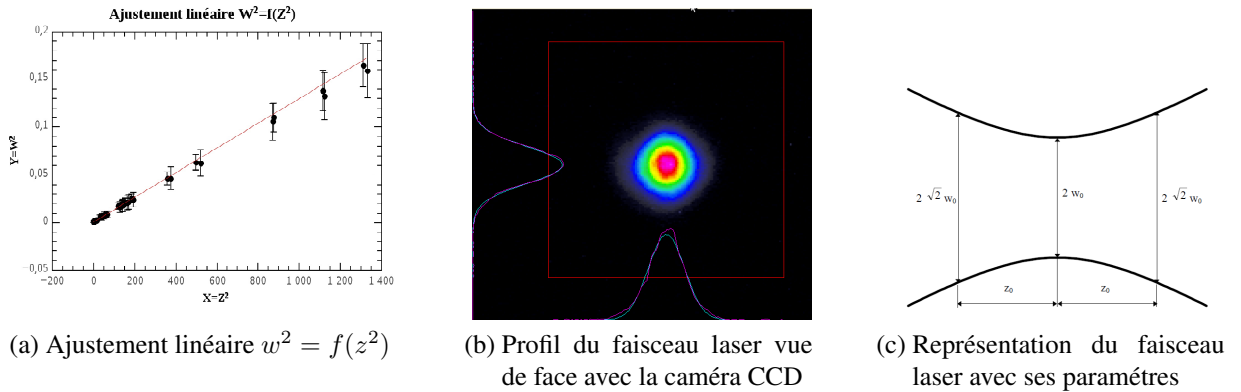 Ajustement linéaire W²=f(Z²)
0,2
0,15
0,1
0,05
0
−0,05
Y=W²
−200 0 200 400 600 800 1 000 1 200 1 400
X=Z²
2 √2 w₀
2 w₀
2 √2 w₀
z₀
z₀
(a) Ajustement linéaire w² = f(z²)
(b) Profil du faisceau laser vue
de face avec la caméra CCD
(c) Représentation du faisceau
laser avec ses paramétres